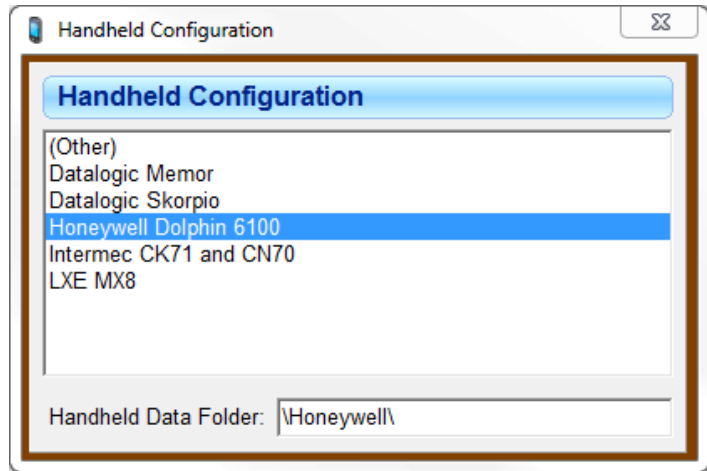 Handheld Configuration
Handheld Configuration
(Other)
Datalogic Memor
Datalogic Skorpio
Honeywell Dolphin 6100
Intermec CK71 and CN70
LXE MX8
Handheld Data Folder: \Honeywell\